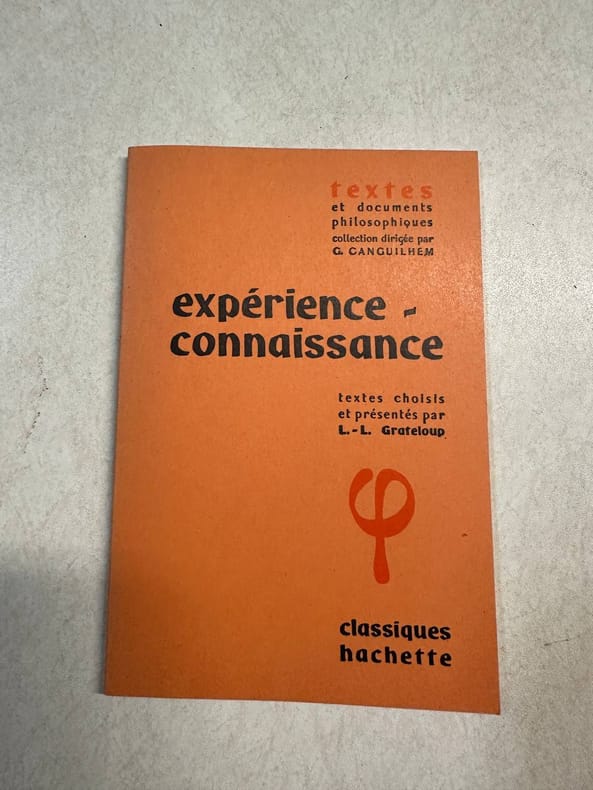 textes
et documents
philosophiques
collection dirigée par
G. CANGUILHEM
expérience -
connaissance
textes choisis
et présentés par
L.-L. Grateloup
φ
classiques
hachette